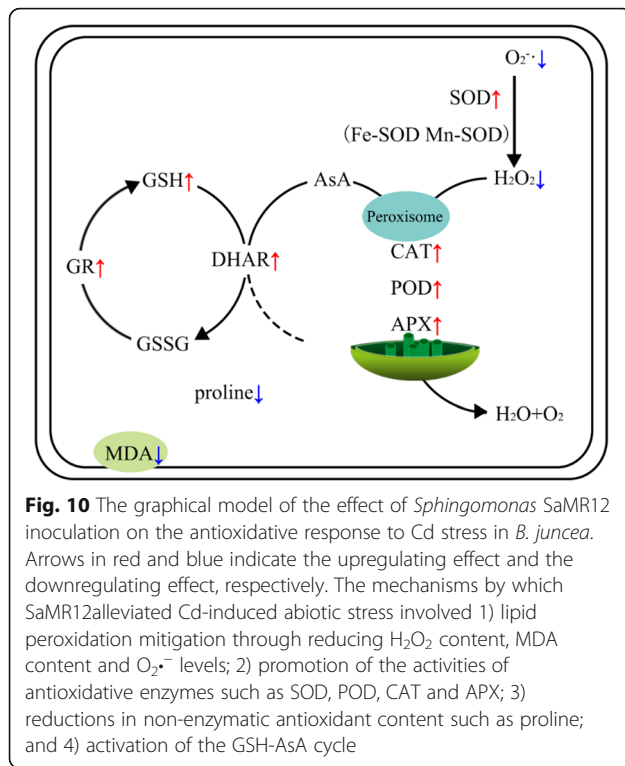 O₂⁻·↓
SOD↑
(Fe-SOD Mn-SOD)
GSH↑
AsA
H₂O₂↓
Peroxisome
GR↑
DHAR↑
CAT↑
POD↑
APX↑
GSSG
proline↓
H₂O+O₂
MDA↓
Fig. 10 The graphical model of the effect of Sphingomonas SaMR12
inoculation on the antioxidative response to Cd stress in B. juncea.
Arrows in red and blue indicate the upregulating effect and the
downregulating effect, respectively. The mechanisms by which
SaMR12alleviated Cd-induced abiotic stress involved 1) lipid
peroxidation mitigation through reducing H₂O₂ content, MDA
content and O₂•⁻ levels; 2) promotion of the activities of
antioxidative enzymes such as SOD, POD, CAT and APX; 3)
reductions in non-enzymatic antioxidant content such as proline;
and 4) activation of the GSH-AsA cycle